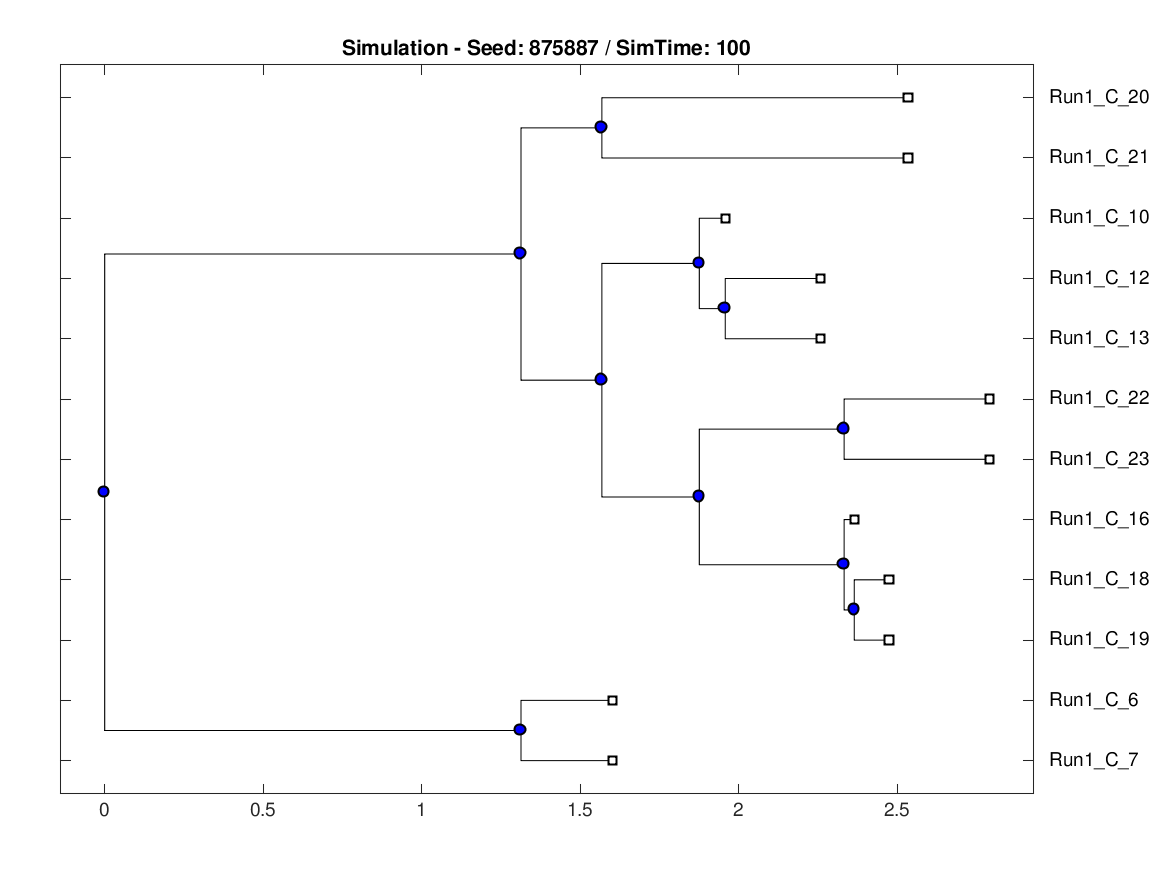 Simulation - Seed: 875887 / SimTime: 100
Run1_C_20
Run1_C_21
Run1_C_10
Run1_C_12
Run1_C_13
Run1_C_22
Run1_C_23
Run1_C_16
Run1_C_18
Run1_C_19
Run1_C_6
Run1_C_7
0 0.5 1 1.5 2 2.5